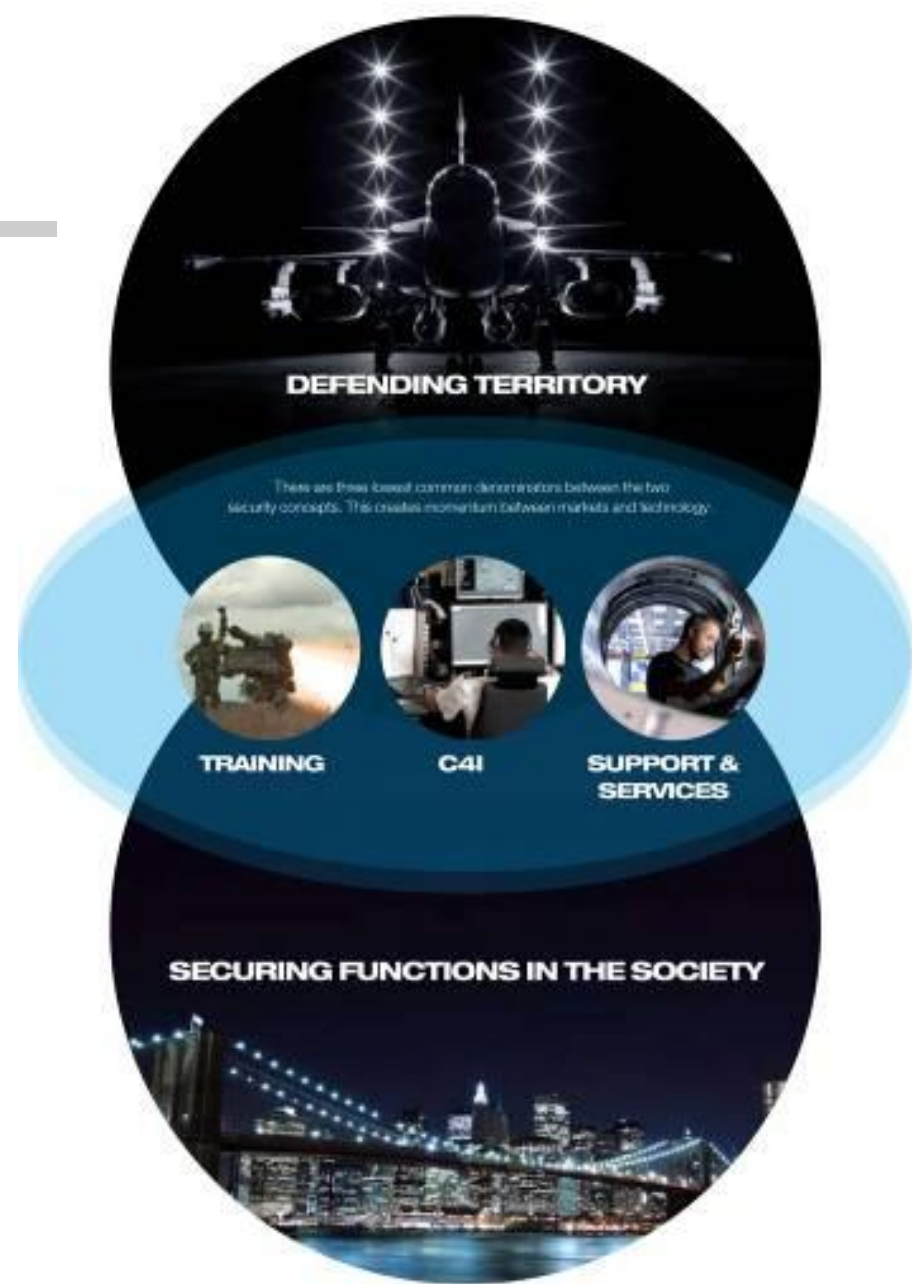 DEFENDING TERRITORY
There are three lowest common denominators between the two
security concepts. This creates momentum between markets and technology
TRAINING
C4I
SUPPORT &
SERVICES
SECURING FUNCTIONS IN THE SOCIETY